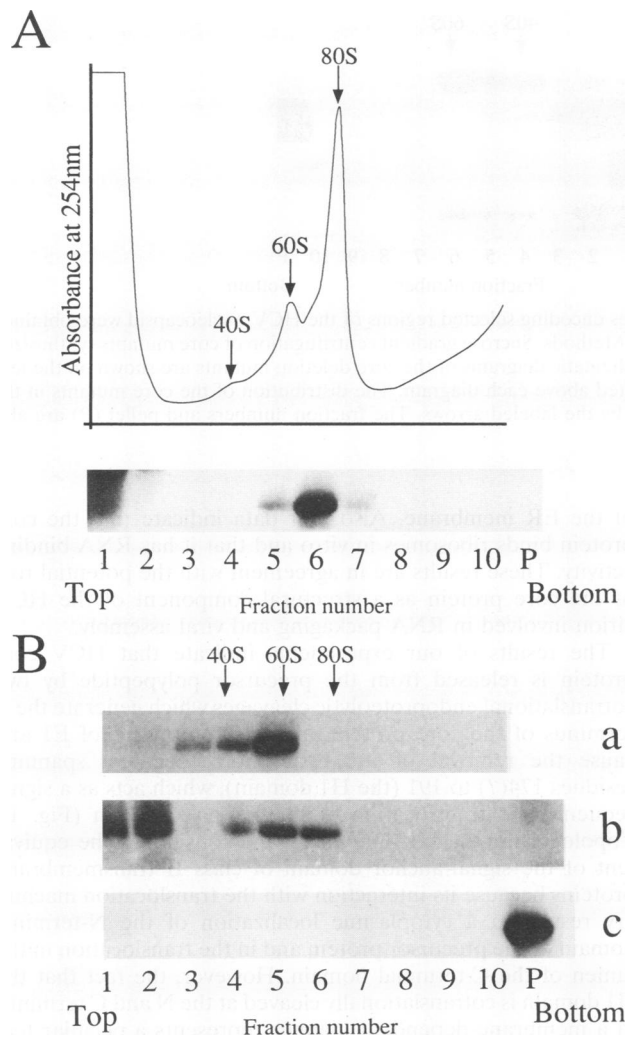 A
80S
60S
40S
Absorbance at 254nm
1 2 3 4 5 6 7 8 9 10 P
Top Fraction number Bottom
B
40S 60S 80S
a
b
c
1 2 3 4 5 6 7 8 9 10 P
Top Fraction number Bottom